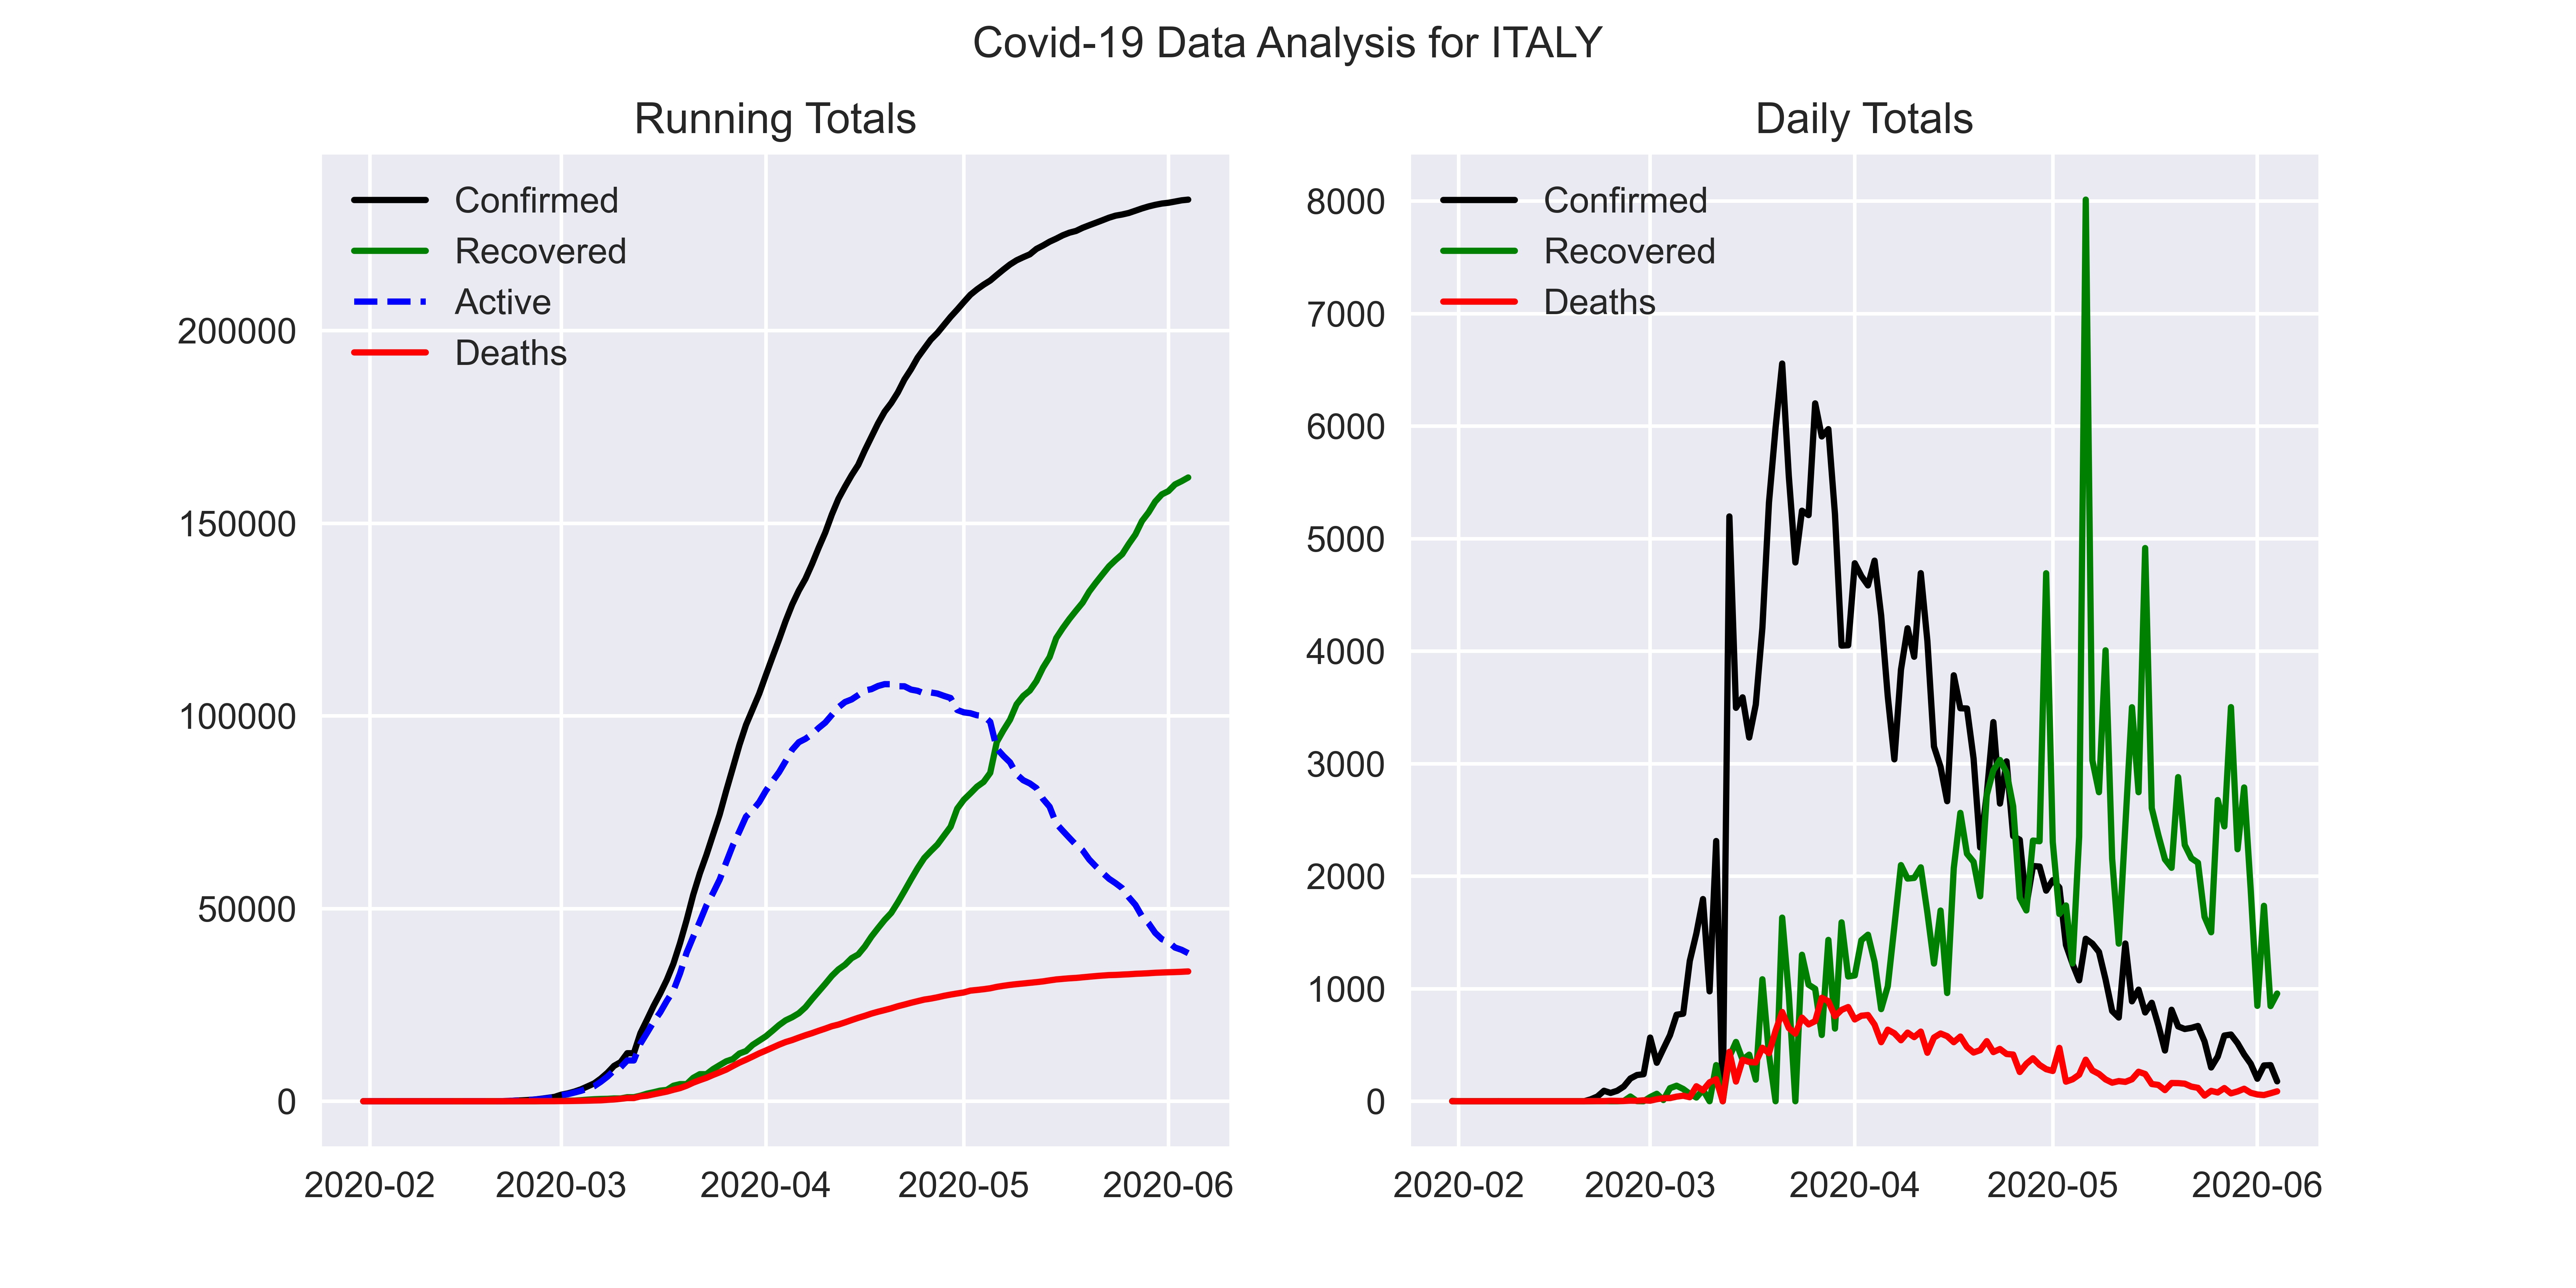 Covid-19 Data Analysis for ITALY
Running Totals
Confirmed
Recovered
Active
Deaths
200000
150000
100000
50000
0
2020-02 2020-03 2020-04 2020-05 2020-06
Daily Totals
Confirmed
Recovered
Deaths
8000
7000
6000
5000
4000
3000
2000
1000
0
2020-02 2020-03 2020-04 2020-05 2020-06